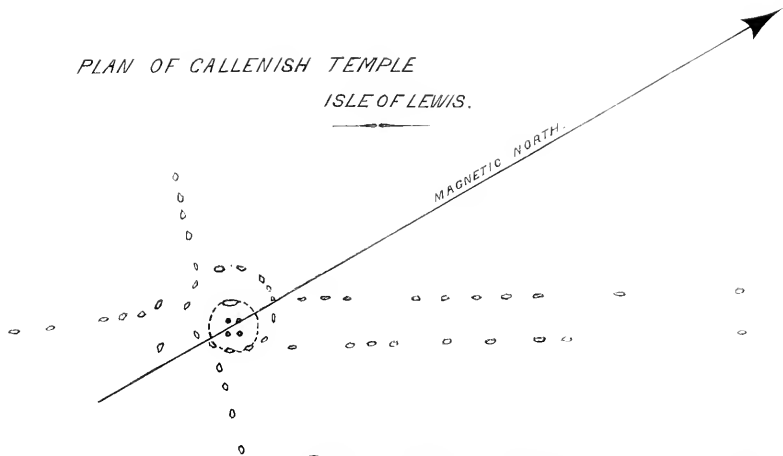 PLAN OF CALLENISH TEMPLE
ISLE OF LEWIS.
MAGNETIC NORTH.